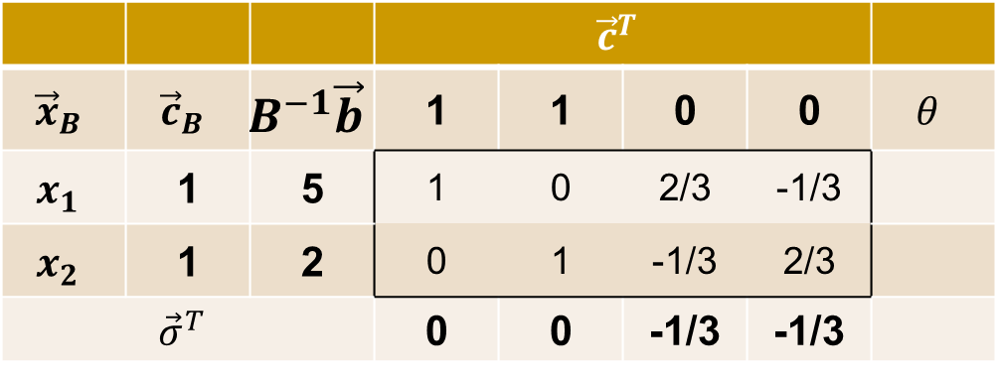 $\vec{c}^T$
$\vec{x}_B$ $\vec{c}_B$ $B^{-1}\vec{b}$ 1 1 0 0 θ
$x_1$ 1 5 1 0 2/3 -1/3
$x_2$ 1 2 0 1 -1/3 2/3
$\vec{\sigma}^T$ 0 0 -1/3 -1/3